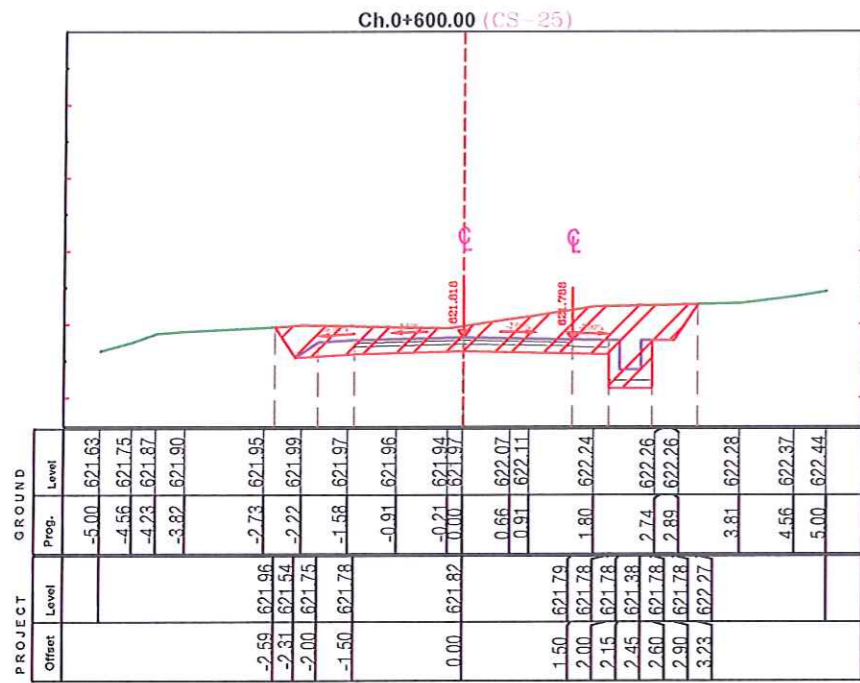 Ch.0+600.00 (CS-25)
621.818
621.788
GROUND
Level
621.63 621.75 621.87 621.90 621.95 621.99 621.97 621.96 621.94 621.97 622.07 622.11 622.24 622.26 622.26 622.28 622.37 622.44
Prog.
-5.00 -4.56 -4.23 -3.82 -2.73 -2.22 -1.58 -0.91 -0.21 0.00 0.66 0.91 1.80 2.74 2.89 3.81 4.56 5.00
PROJECT
Level
621.96 621.54 621.75 621.78 621.82 621.79 621.78 621.78 621.38 621.78 621.78 622.27
Offset
-2.59 -2.31 -2.00 -1.50 0.00 1.50 2.00 2.15 2.45 2.60 2.90 3.23